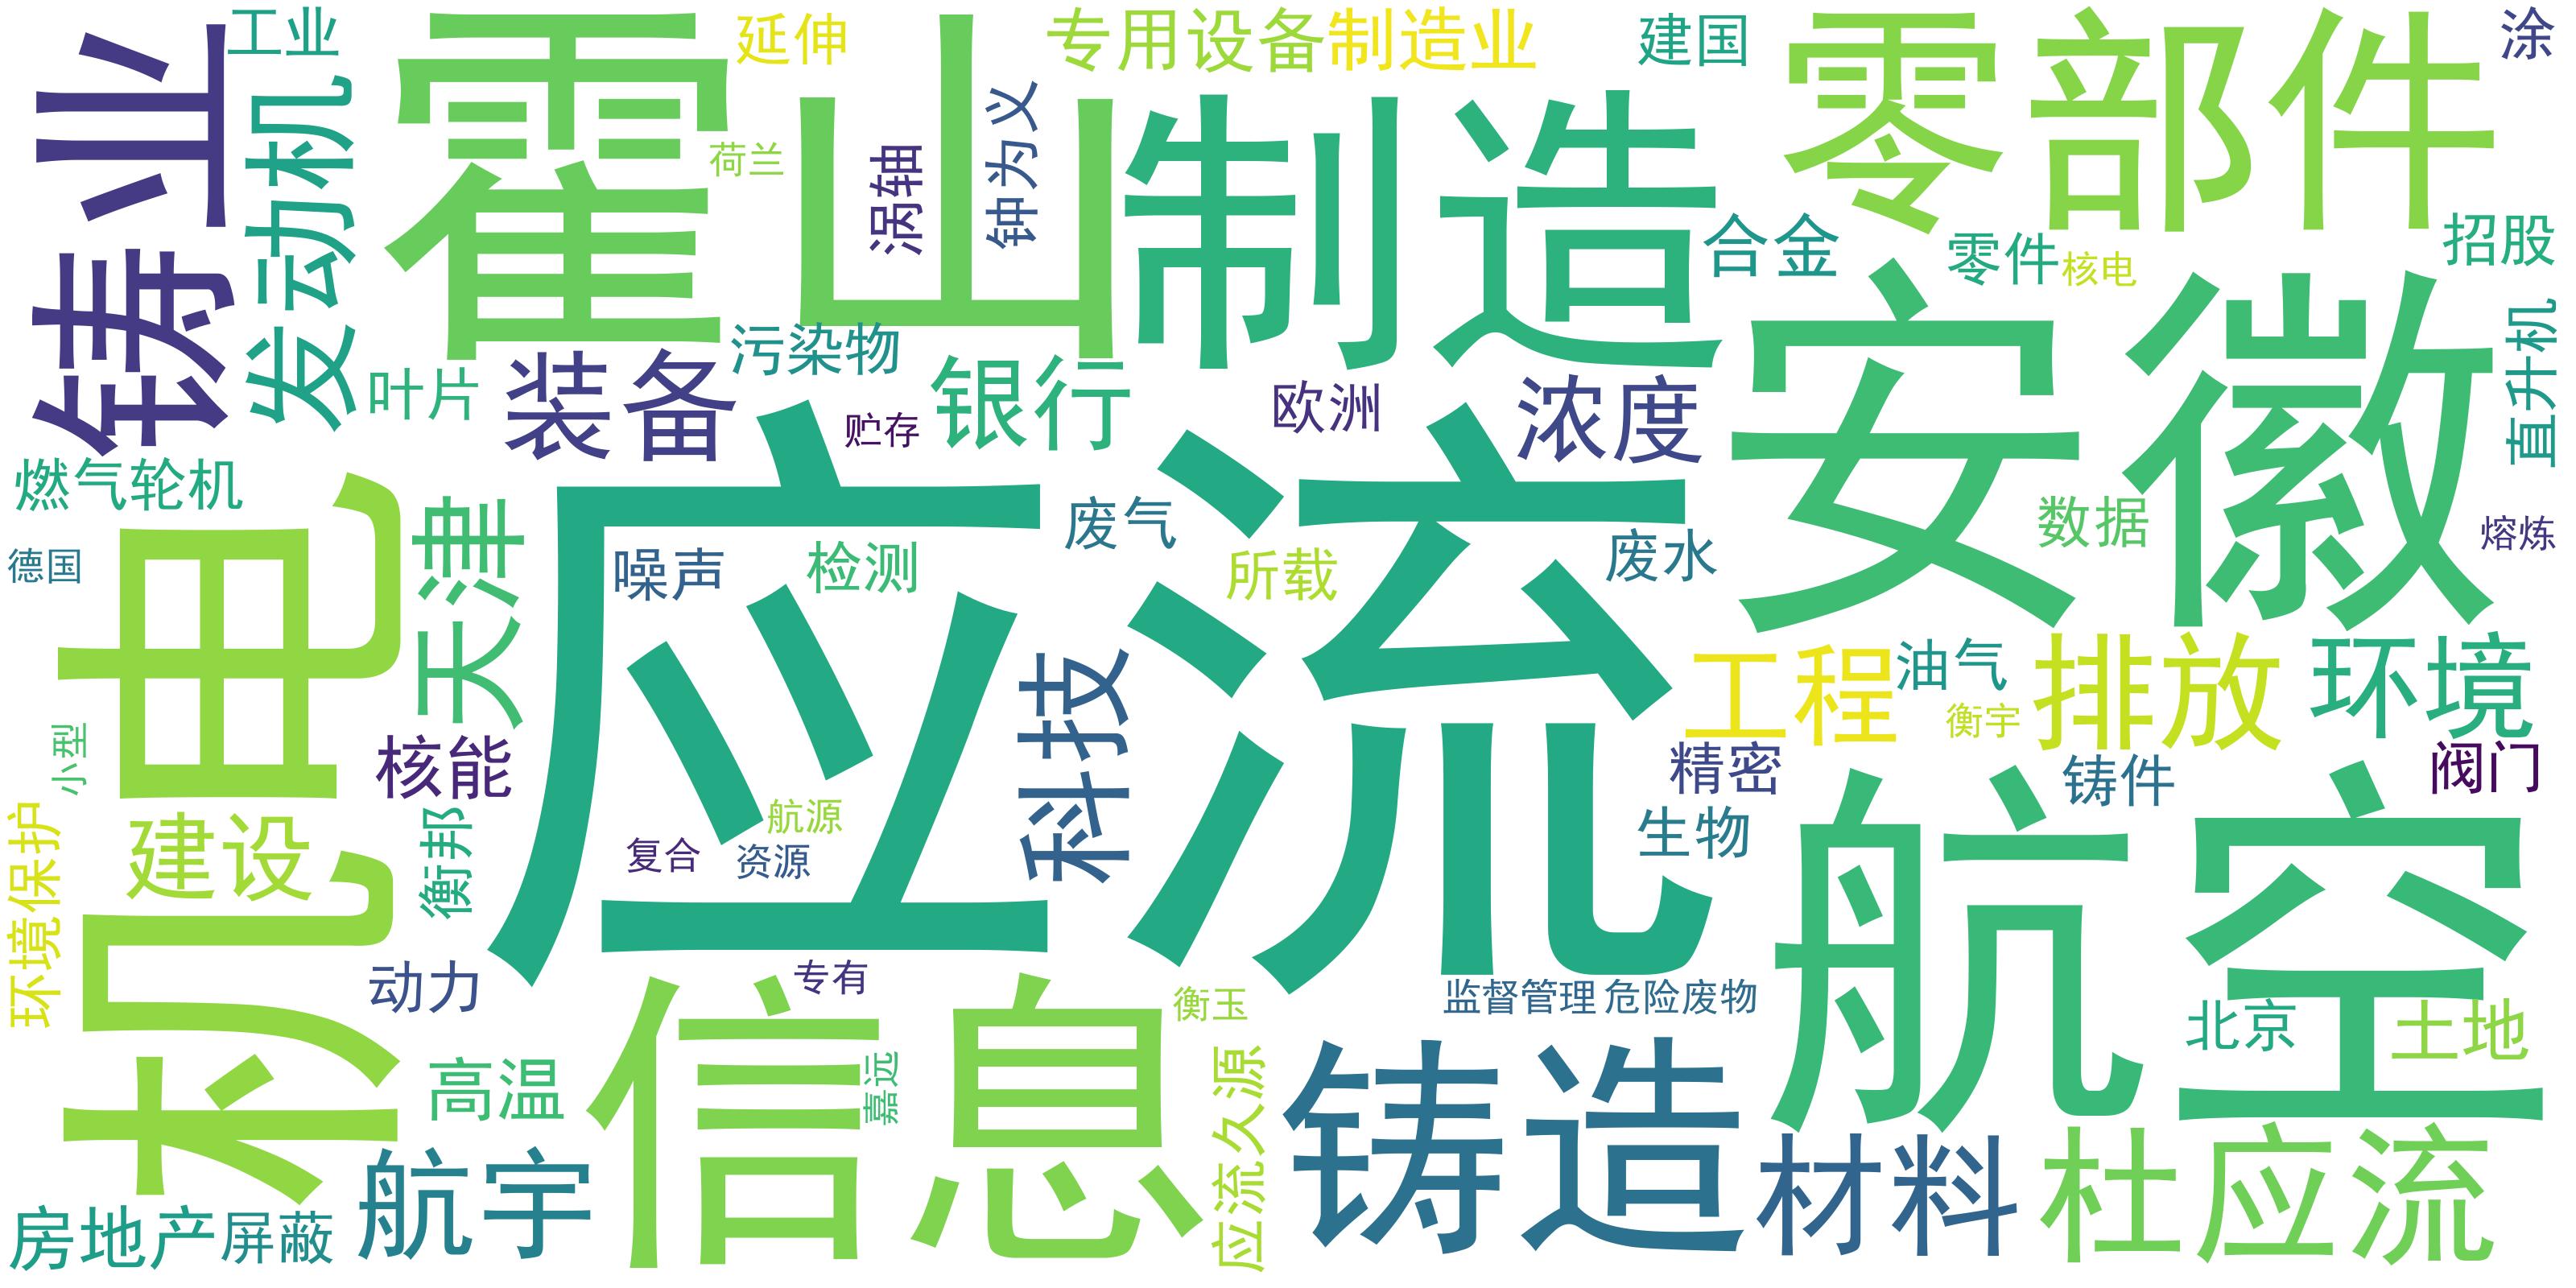 铸业
工业
发动机
霍山
延伸
荷兰
涡轴
钟为义
专用设备
制造业
制造
建国
零部件
涂
合金
零件
核电
招股
直升机
叶片
装备
污染物
贮存
银行
欧洲
浓度
安徽
燃气轮机
德国
机电
天津
噪声
检测
废气
所载
废水
数据
熔炼
应流
科技
工程
油气
衡宇
排放
环境
小型
核能
精密
铸件
阀门
环境保护
建设
衡邦
复合
航源
资源
生物
航空
动力
专有
衡玉
监督管理
危险废物
北京
土地
高温
信息
嘉远
应流久源
铸造
房地产
屏蔽
航宇
材料
杜应流